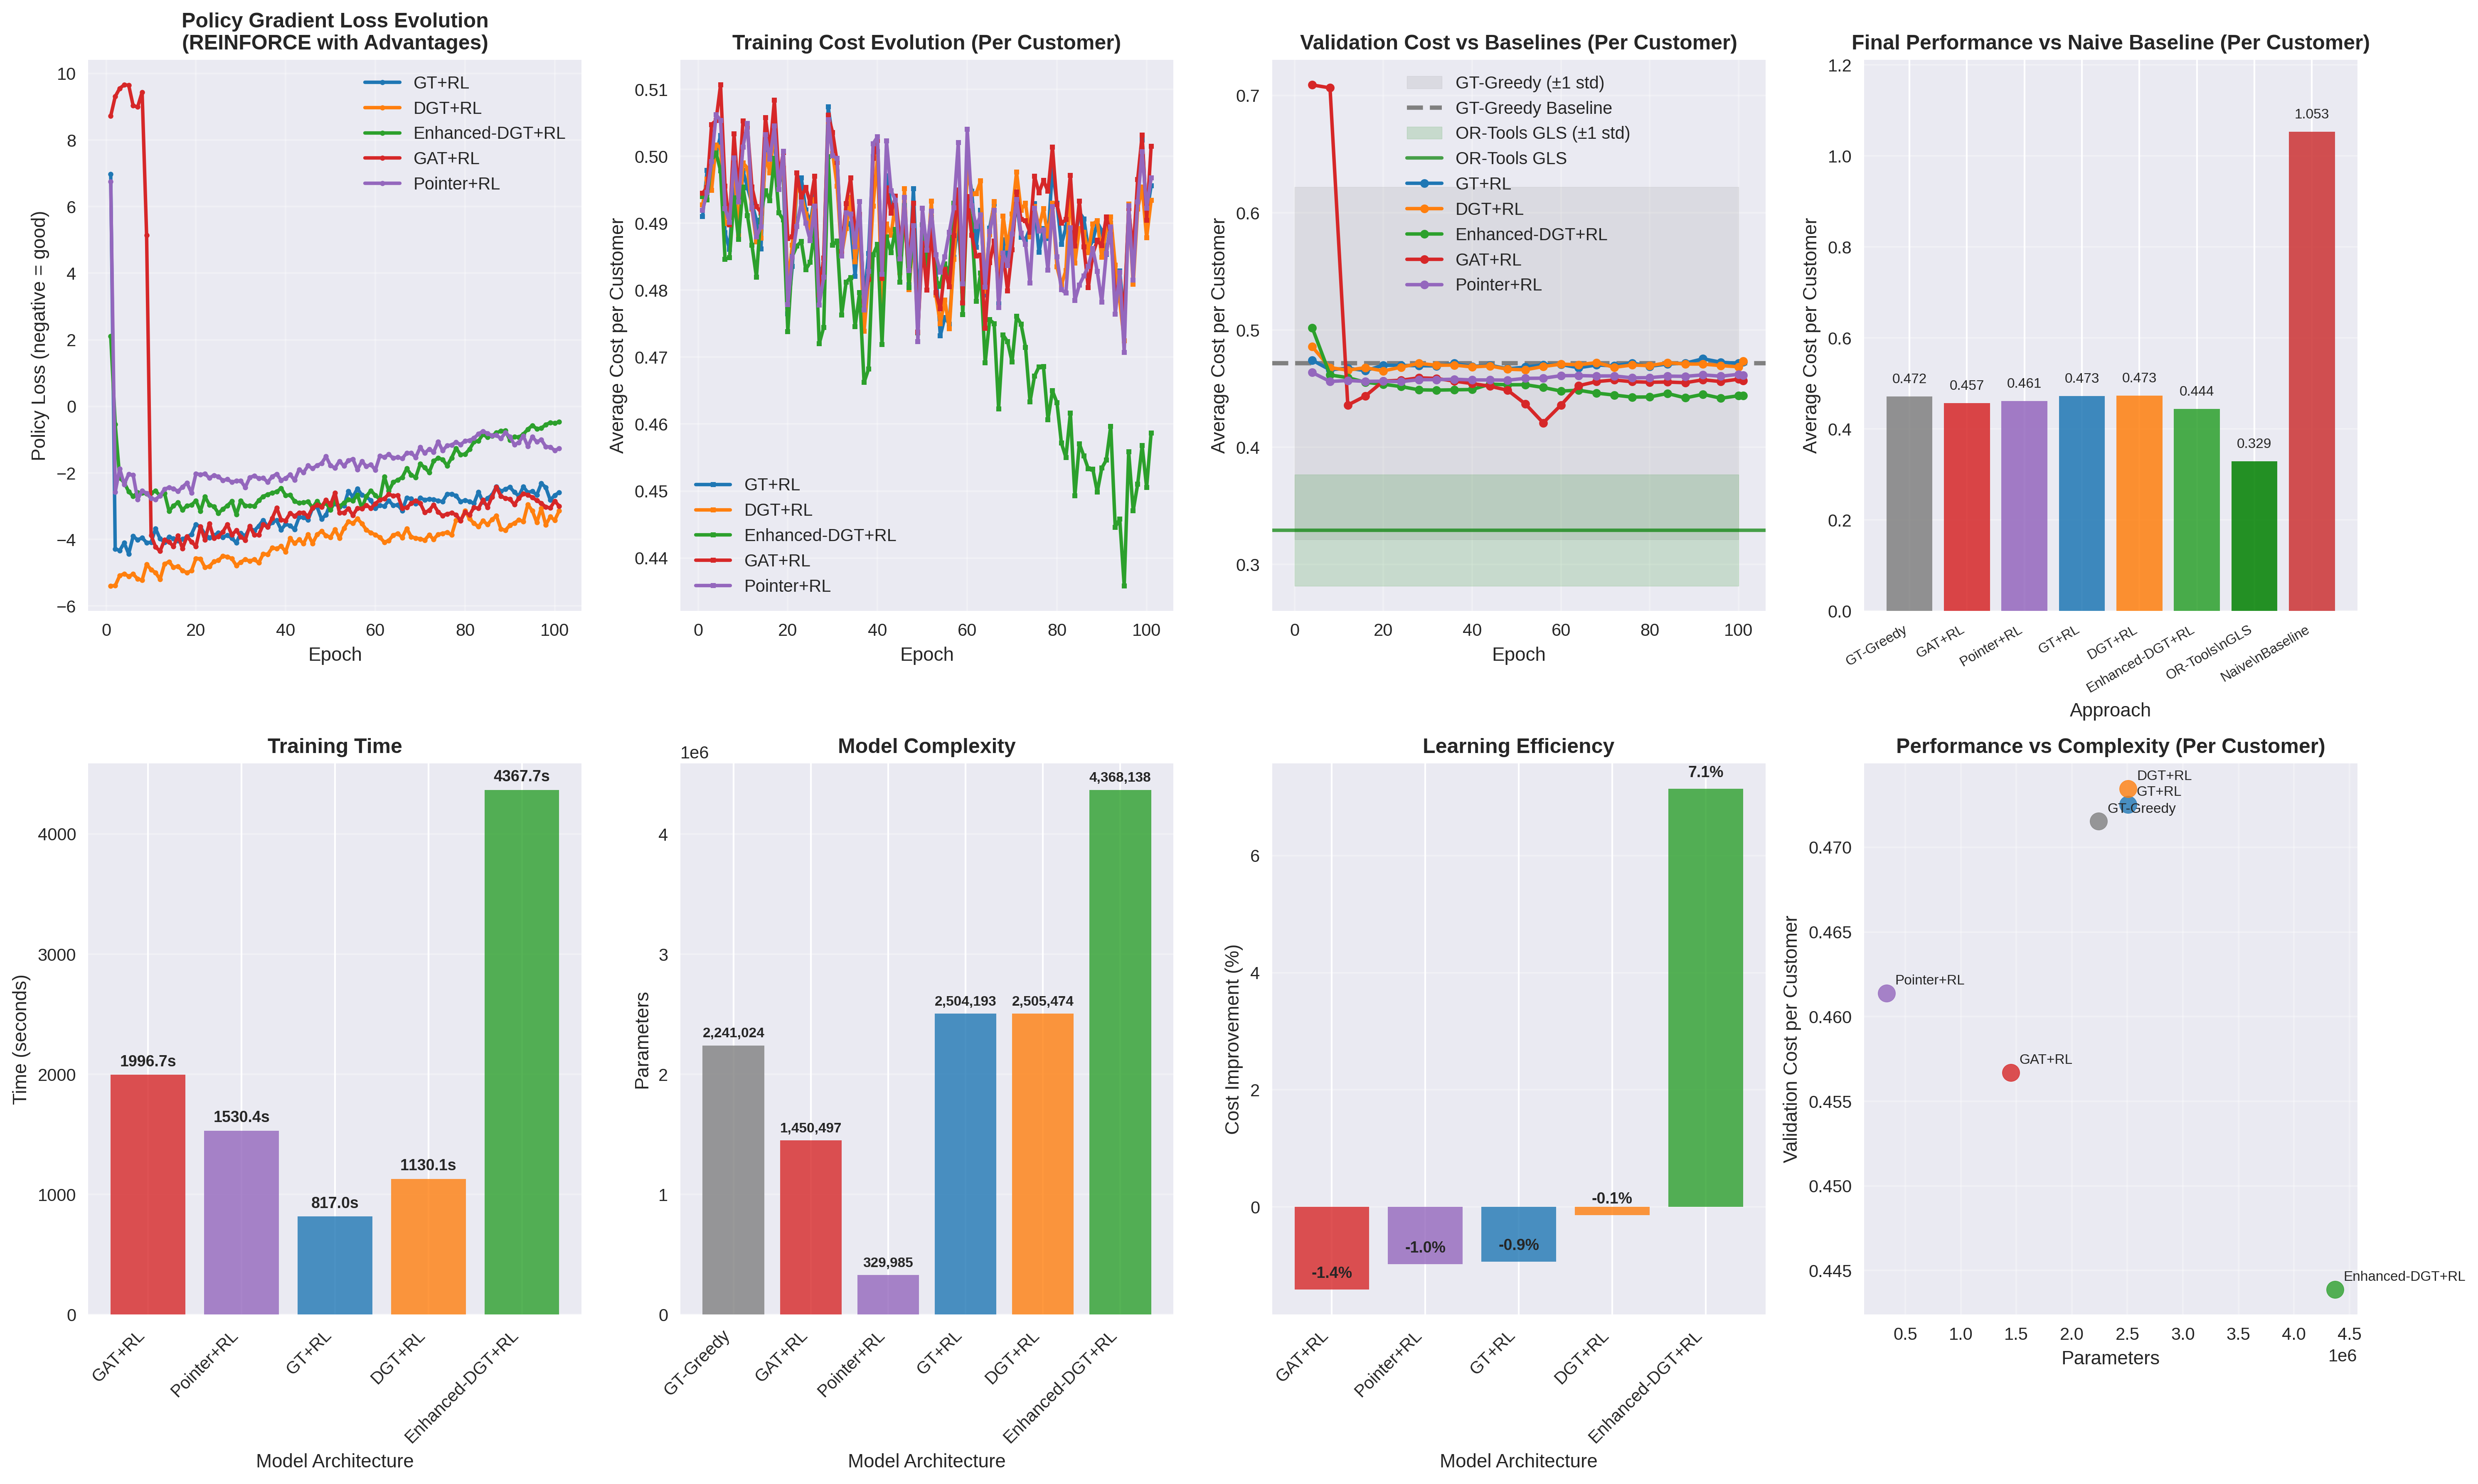 Policy Gradient Loss Evolution
(REINFORCE with Advantages)
10
8
6
4
2
0
−2
−4
−6
Policy Loss (negative = good)
GT+RL
DGT+RL
Enhanced-DGT+RL
GAT+RL
Pointer+RL
0 20 40 60 80 100
Epoch
Training Cost Evolution (Per Customer)
0.51
0.50
0.49
0.48
0.47
0.46
0.45
0.44
Average Cost per Customer
GT+RL
DGT+RL
Enhanced-DGT+RL
GAT+RL
Pointer+RL
0 20 40 60 80 100
Epoch
Validation Cost vs Baselines (Per Customer)
0.7
0.6
0.5
0.4
0.3
Average Cost per Customer
GT-Greedy (±1 std)
GT-Greedy Baseline
OR-Tools GLS (±1 std)
OR-Tools GLS
GT+RL
DGT+RL
Enhanced-DGT+RL
GAT+RL
Pointer+RL
0 20 40 60 80 100
Epoch
Final Performance vs Naive Baseline (Per Customer)
1.2
1.0
0.8
0.6
0.4
0.2
0.0
Average Cost per Customer
0.472 0.457 0.461 0.473 0.473 0.444 0.329 1.053
GT-Greedy
GAT+RL
Pointer+RL
GT+RL
DGT+RL
Enhanced-DGT+RL
OR-Tools\nGLS
Naive\nBaseline
Approach
Training Time
4000
3000
2000
1000
0
Time (seconds)
1996.7s
1530.4s
817.0s
1130.1s
4367.7s
GAT+RL
Pointer+RL
GT+RL
DGT+RL
Enhanced-DGT+RL
Model Architecture
Model Complexity
1e6
4
3
2
1
0
Parameters
2,241,024
1,450,497
329,985
2,504,193
2,505,474
4,368,138
GT-Greedy
GAT+RL
Pointer+RL
GT+RL
DGT+RL
Enhanced-DGT+RL
Model Architecture
Learning Efficiency
6
4
2
0
Cost Improvement (%)
-1.4%
-1.0%
-0.9%
-0.1%
7.1%
GAT+RL
Pointer+RL
GT+RL
DGT+RL
Enhanced-DGT+RL
Model Architecture
Performance vs Complexity (Per Customer)
0.470
0.465
0.460
0.455
0.450
0.445
Validation Cost per Customer
DGT+RL
GT+RL
GT-Greedy
Pointer+RL
GAT+RL
Enhanced-DGT+RL
0.5 1.0 1.5 2.0 2.5 3.0 3.5 4.0 4.5
Parameters
1e6